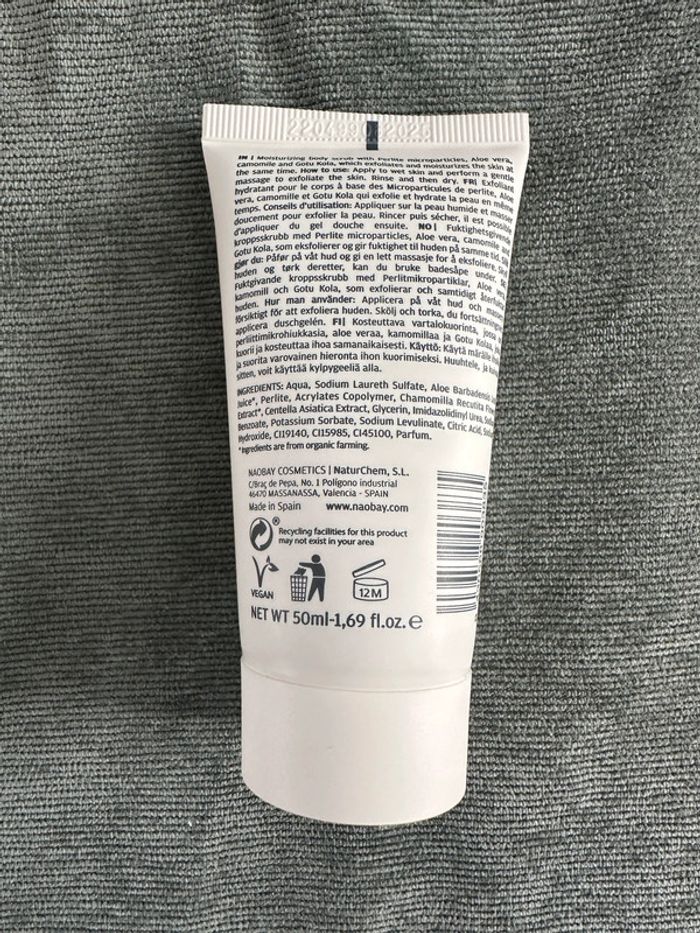 IN | Moisturizing body scrub with Perlite microparticles, Aloe vera,
Camomile and Gotu Kola, which exfoliates and moisturizes the skin at
the same time. How to use: Apply to wet skin and perform a gentle
massage to exfoliate the skin. Rinse and then dry. FR| Exfoliant
hydratant pour le corps à base des Microparticules de perlite, Aloe
vera, camomille et Gotu Kola qui exfolie et hydrate la peau en même
temps. Conseils d'utilisation: Appliquer sur la peau humide et masser
doucement pour exfolier la peau. Rincer puis sécher, il est possible
d'appliquer du gel douche ensuite. NO| Fuktighetsgivende
kroppsskrubb med Perlite microparticles, Aloe vera, camomille
Gotu Kola, som eksfolierer og gir fuktighet til huden på samme tid.
gjør du: Påfør på våt hud og gi en lett massasje for å eksfoliere.
huden og tørk deretter, kan du bruke badesåpe under.
Fuktgivande kroppsskrubb med Perlitmikropartiklar, Aloe
kamomill och Gotu Kola, som exfolierar och samtidigt
huden. Hur man använder: Applicera på våt hud och
försiktigt för att exfoliera huden. Skölj och torka, du
applicera duschgelén. FI| Kosteuttava vartalokuorinta,
perliittimikrohiukkasia, aloe veraa, kamomillaa ja Gotu Kolaa,
kuorii ja kosteuttaa ihoa samanaikaisesti. Käyttö: Käytä
ja suorita varovainen hieronta ihon kuorimiseksi. Huuhtele, ja
sitten, voit käyttää kylpygeeliä alla.
INGREDIENTS: Aqua, Sodium Laureth Sulfate, Aloe Barbadensis
Juice*, Perlite, Acrylates Copolymer, Chamomilla Recutita
Extract*, Centella Asiatica Extract, Glycerin, Imidazolidinyl Urea,
Benzoate, Potassium Sorbate, Sodium Levulinate, Citric Acid,
Hydroxide, CI19140, CI15985, CI45100, Parfum.
*Ingredients are from organic farming.
NAOBAY COSMETICS | NaturChem, S.L.
C/Braç de Pepa, No. 1 Polígono industrial
46470 MASSANASSA, Valencia - SPAIN
Made in Spain www.naobay.com
Recycling facilities for this product
may not exist in your area
VEGAN
12M
NET WT 50ml-1,69 fl.oz. e